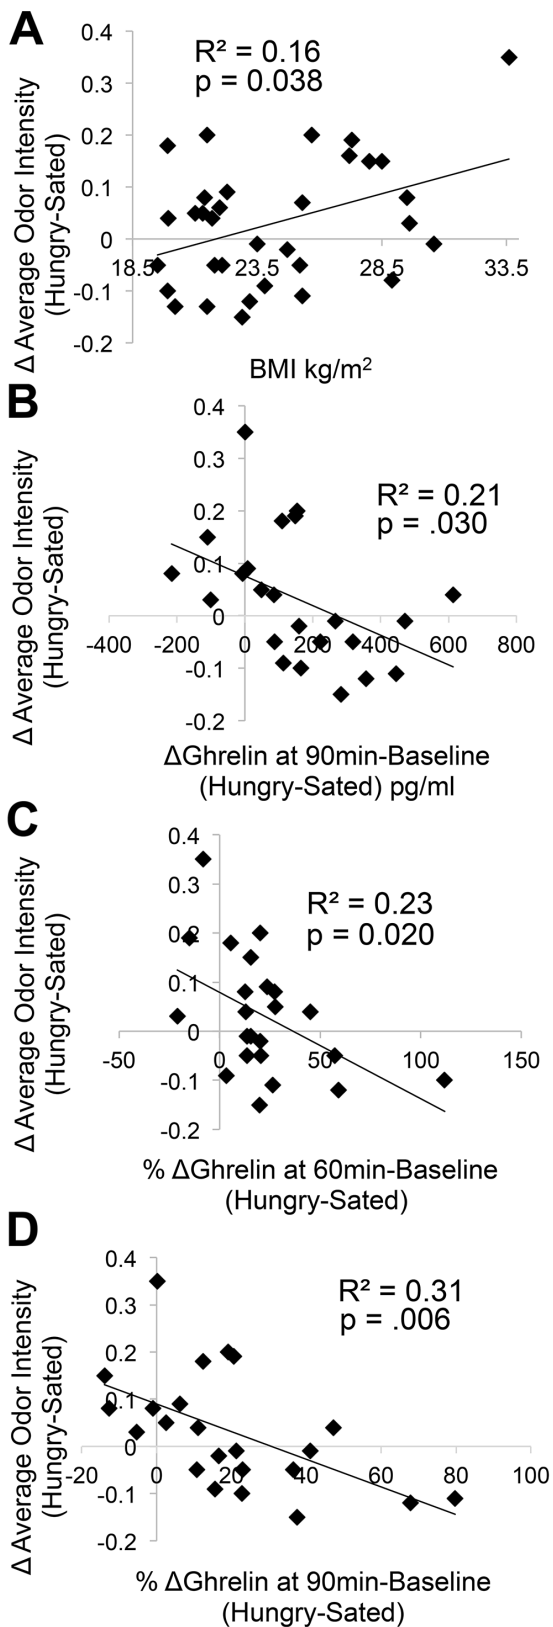 A
Δ Average Odor Intensity
(Hungry-Sated)
R² = 0.16
p = 0.038
0.4
0.3
0.2
0.1
0
-0.1
-0.2
18.5 23.5 28.5 33.5
BMI kg/m²
B
Δ Average Odor Intensity
(Hungry-Sated)
R² = 0.21
p = .030
0.4
0.3
0.2
0.1
0
-0.1
-0.2
-400 -200 0 200 400 600 800
ΔGhrelin at 90min-Baseline
(Hungry-Sated) pg/ml
C
Δ Average Odor Intensity
(Hungry-Sated)
R² = 0.23
p = 0.020
0.4
0.3
0.2
0.1
0
-0.1
-0.2
-50 0 50 100 150
% ΔGhrelin at 60min-Baseline
(Hungry-Sated)
D
Δ Average Odor Intensity
(Hungry-Sated)
R² = 0.31
p = .006
0.4
0.3
0.2
0.1
0
-0.1
-0.2
-20 0 20 40 60 80 100
% ΔGhrelin at 90min-Baseline
(Hungry-Sated)